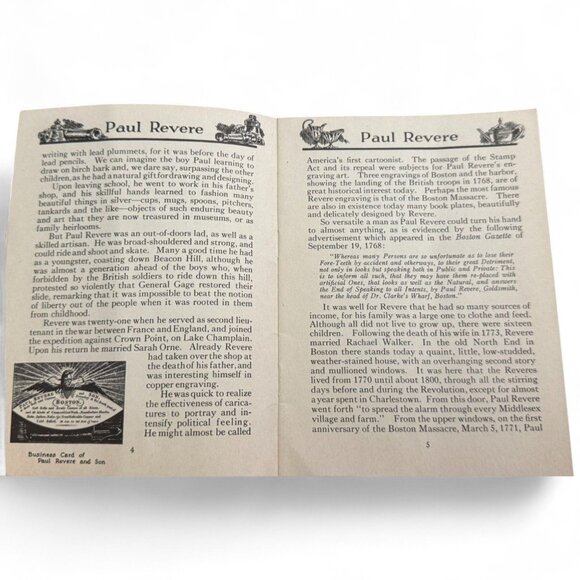 Paul Revere
writing with lead plummets, for it was before the day of
lead pencils. We can imagine the boy Paul learning to
draw on birch bark and, we dare say, surpassing the other
children, as he had a natural gift for drawing and designing.
Upon leaving school, he went to work in his father's
shop, and his skillful hands learned to fashion many
beautiful things in silver—cups, mugs, spoons, pitchers,
tankards and the like—objects of such enduring beauty
and art that they are now treasured in museums, or as
family heirlooms.
But Paul Revere was an out-of-doors lad, as well as a
skilled artisan. He was broad-shouldered and strong, and
could ride and shoot and skate. Many a good time he had
as a youngster, coasting down Beacon Hill, although he
was almost a generation ahead of the boys who, when
forbidden by the British soldiers to ride down on ice,
protested so violently that General Gage restored their
slide, remarking that it was impossible to beat the notion
of liberty out of the people when it was rooted in them
from childhood.
Revere was twenty-one when he served as second lieu-
tenant in the war between France and England, and joined
the expedition against Crown Point, on Lake Champlain.
Upon his return he married Sarah Orne. Already Revere
had taken over the shop at
the death of his father, and
was interesting himself in
copper engraving.
He was quick to realize
the effectiveness of carica-
tures to portray and in-
tensify political feeling.
He might almost be called
BOSTON.
Business Card of
Paul Revere and Son
4
Paul Revere
America's first cartoonist. The passage of the Stamp
Act and its repeal were subjects for Paul Revere's en-
graving art. Three engravings of Boston and the harbor,
showing the landing of the British troops in 1768, are of
great historical interest today. Perhaps the most famous
Revere engraving is that of the Boston Massacre. There
are also in existence today many book plates, beautifully
and delicately designed by Revere.
So versatile a man as Paul Revere could turn his hand
to almost anything, as is evidenced by the following
advertisement which appeared in the Boston Gazette of
September 19, 1768:
"Whereas many Persons are so unfortunate as to lose their
Fore-Teeth by accident and otherways, to their great Detriment,
not only in looks but speaking both in Public and Private: This
is to inform all such, that they may have them re-placed with
artificial Ones, that looks as well as the Natural, and answers
the End of Speaking to all Intents, by Paul Revere, Goldsmith,
near the head of Dr. Clarke's Wharf, Boston."
It was well for Revere that he had so many sources of
income, for his family was a large one to clothe and feed.
Although all did not live to grow up, there were sixteen
children. Following the death of his wife in 1773, Revere
married Rachael Walker. In the old North End in
Boston there stands today a quaint, little, low-studded,
weather-stained house, with an overhanging second story
and mullioned windows. It was here that the Reveres
lived from 1770 until about 1800, through all the stirring
days before and during the Revolution, except for almost
a year spent in Charlestown. From this door, Paul Revere
went forth "to spread the alarm through every Middlesex
village and farm." From the upper windows, on the first
anniversary of the Boston Massacre, March 5, 1771, Paul
5